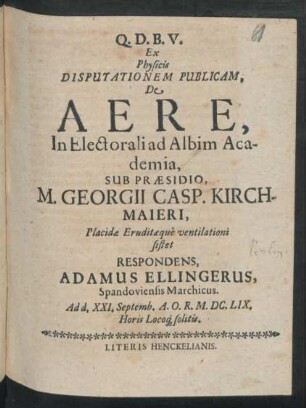 Q. D. B. V.
Ex
Physicis
DISPUTATIONEM PUBLICAM,
De
AERE,
In Electorali ad Albim Aca-
demia,
SUB PRÆSIDIO,
M. GEORGII CASP. KIRCH-
MAIERI,
Placidæ Eruditæque ventilationi
sistet
RESPONDENS,
ADAMUS ELLINGERUS,
Spandoviensis Marchicus.
Ad d. XXI, Septemb. A. O. R. M. DC. LIX,
Horis Locoq; solitis.
LITERIS HENCKELIANIS.